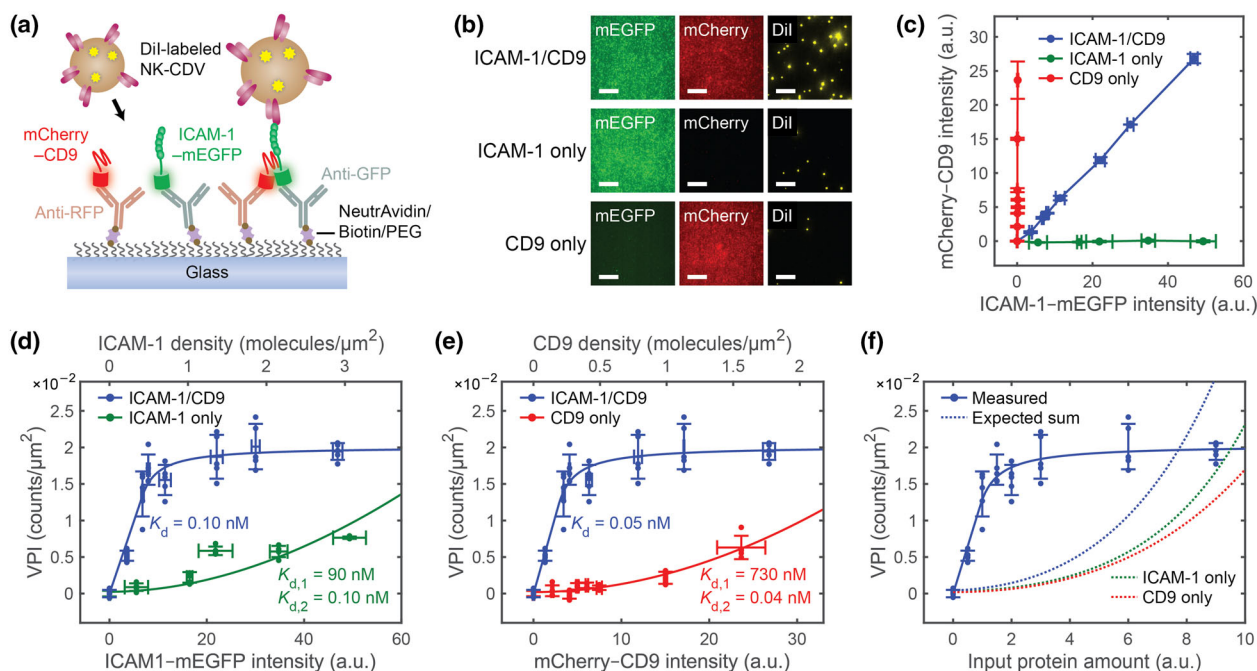 (a)
DiI-labeled
NK-CDV
mCherry
–CD9
ICAM-1
–mEGFP
Anti-GFP
Anti-RFP
NeutrAvidin/
Biotin/PEG
Glass
(b)
mEGFP
mCherry
DiI
ICAM-1/CD9
mEGFP
mCherry
DiI
ICAM-1 only
mEGFP
mCherry
DiI
CD9 only
(c)
ICAM-1/CD9
ICAM-1 only
CD9 only
mCherry–CD9 intensity (a.u.)
30
25
20
15
10
5
0
0 20 40 60
ICAM-1–mEGFP intensity (a.u.)
(d)
ICAM-1 density (molecules/μm²)
0 1 2 3
×10⁻²
ICAM-1/CD9
ICAM-1 only
VPI (counts/μm²)
2.5
2
1.5
1
0.5
0
Kd = 0.10 nM
Kd,1 = 90 nM
Kd,2 = 0.10 nM
0 20 40 60
ICAM1–mEGFP intensity (a.u.)
(e)
CD9 density (molecules/μm²)
0 0.5 1 1.5 2
×10⁻²
ICAM-1/CD9
CD9 only
VPI (counts/μm²)
2.5
2
1.5
1
0.5
0
Kd = 0.05 nM
Kd,1 = 730 nM
Kd,2 = 0.04 nM
0 10 20 30
mCherry–CD9 intensity (a.u.)
(f)
×10⁻²
Measured
Expected sum
VPI (counts/μm²)
2.5
2
1.5
1
0.5
0
ICAM-1 only
CD9 only
0 2 4 6 8 10
Input protein amount (a.u.)